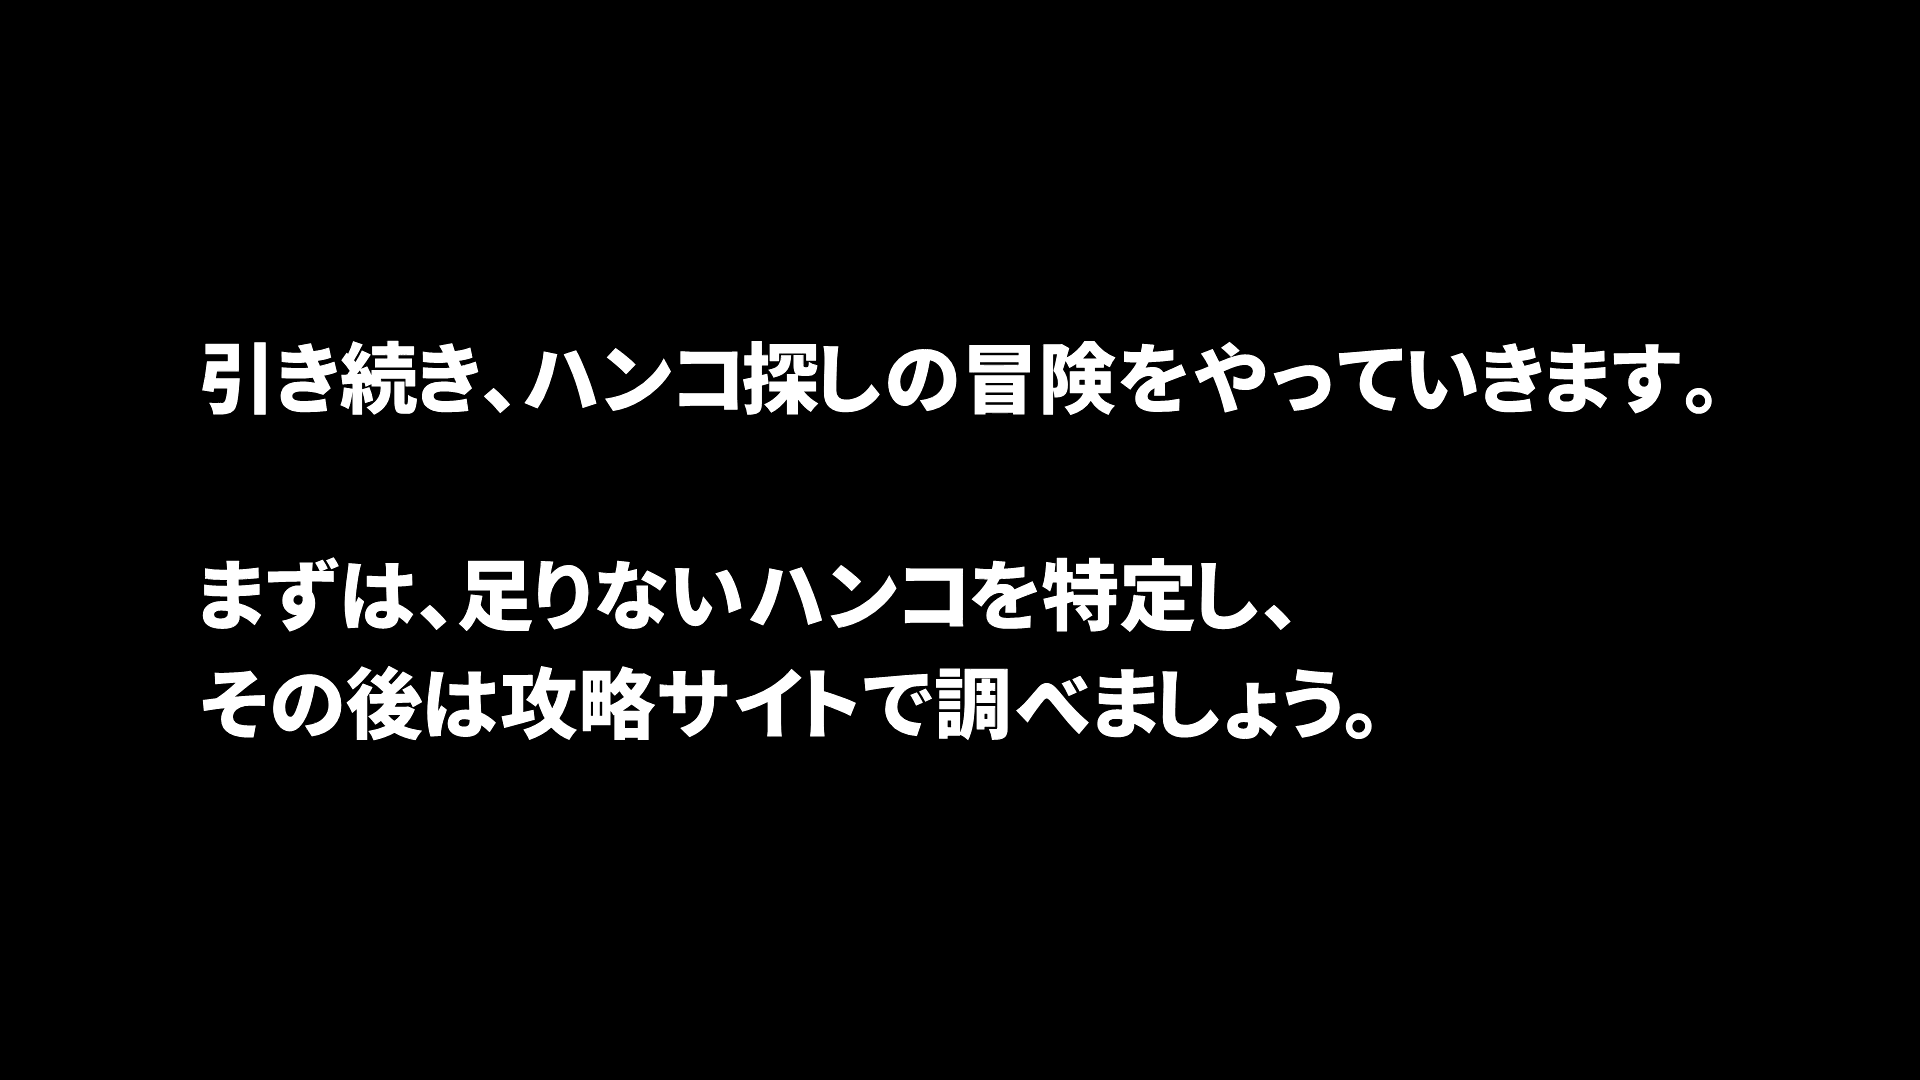 引き続き、ハンコ探しの冒険をやっていきます。
まずは、足りないハンコを特定し、
その後は攻略サイトで調べましょう。